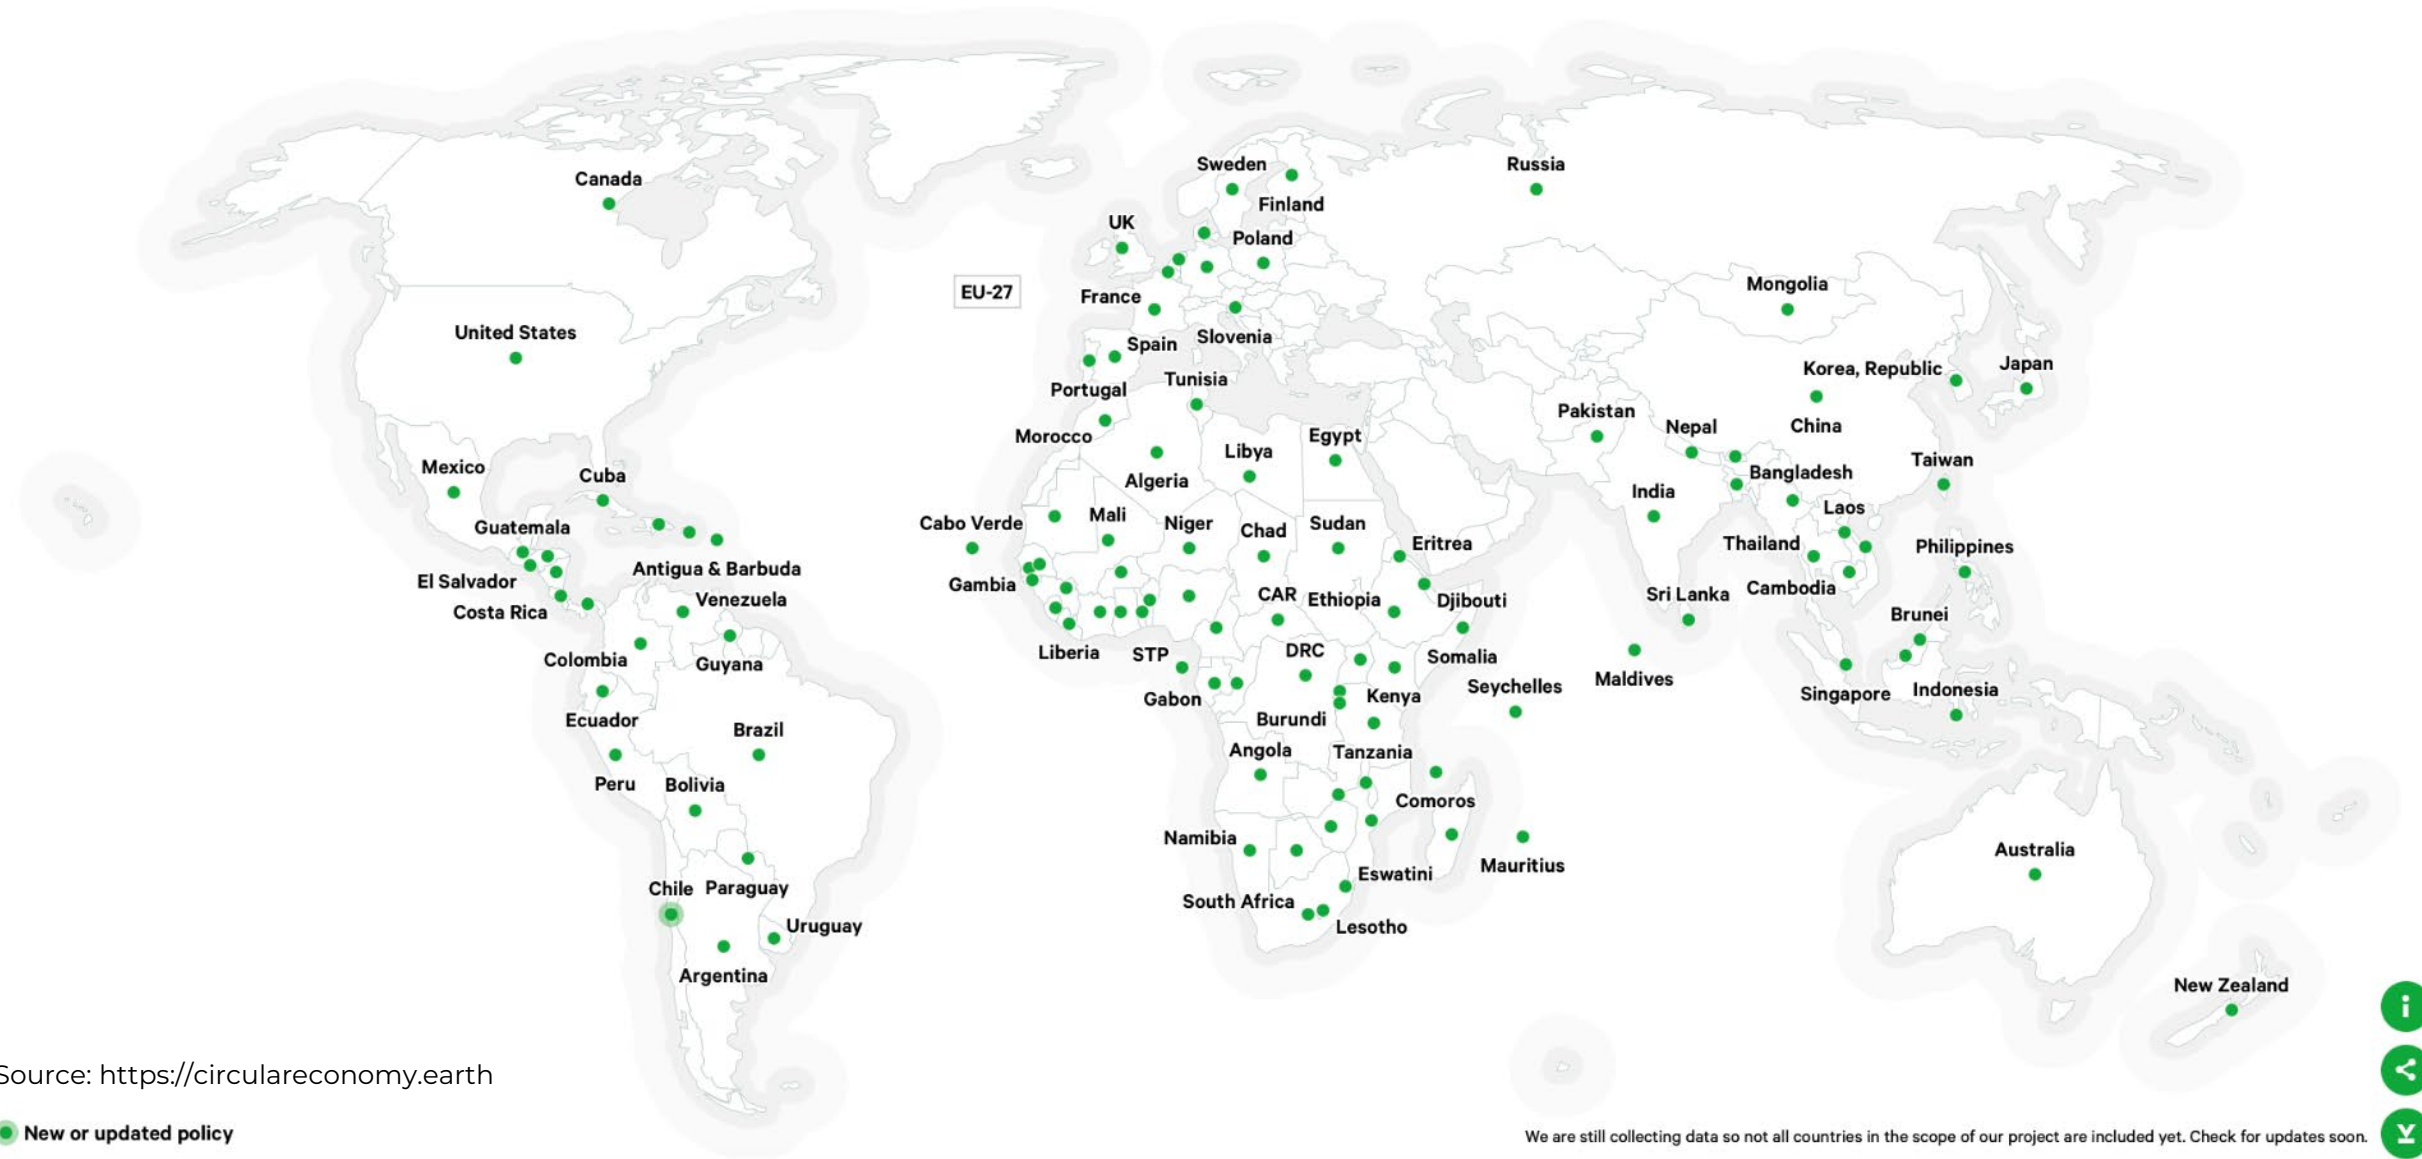 Sweden
Russia
Canada
Finland
UK
Poland
Mongolia
EU-27
France
United States
Slovenia
Spain
Korea, Republic
Japan
Tunisia
Portugal
Pakistan
Nepal
China
Morocco
Egypt
Libya
Taiwan
Mexico
Cuba
Algeria
Bangladesh
India
Laos
Mali
Cabo Verde
Niger
Sudan
Chad
Guatemala
Eritrea
Thailand
Philippines
Antigua & Barbuda
El Salvador
Gambia
Cambodia
Sri Lanka
CAR
Ethiopia
Djibouti
Venezuela
Costa Rica
Brunei
DRC
Liberia
STP
Somalia
Colombia
Guyana
Maldives
Seychelles
Indonesia
Singapore
Kenya
Gabon
Burundi
Ecuador
Brazil
Angola
Tanzania
Peru
Bolivia
Comoros
Namibia
Australia
Mauritius
Eswatini
Chile
Paraguay
South Africa
Uruguay
Lesotho
Argentina
New Zealand
Source: https://circulareconomy.earth
New or updated policy
We are still collecting data so not all countries in the scope of our project are included yet. Check for updates soon.